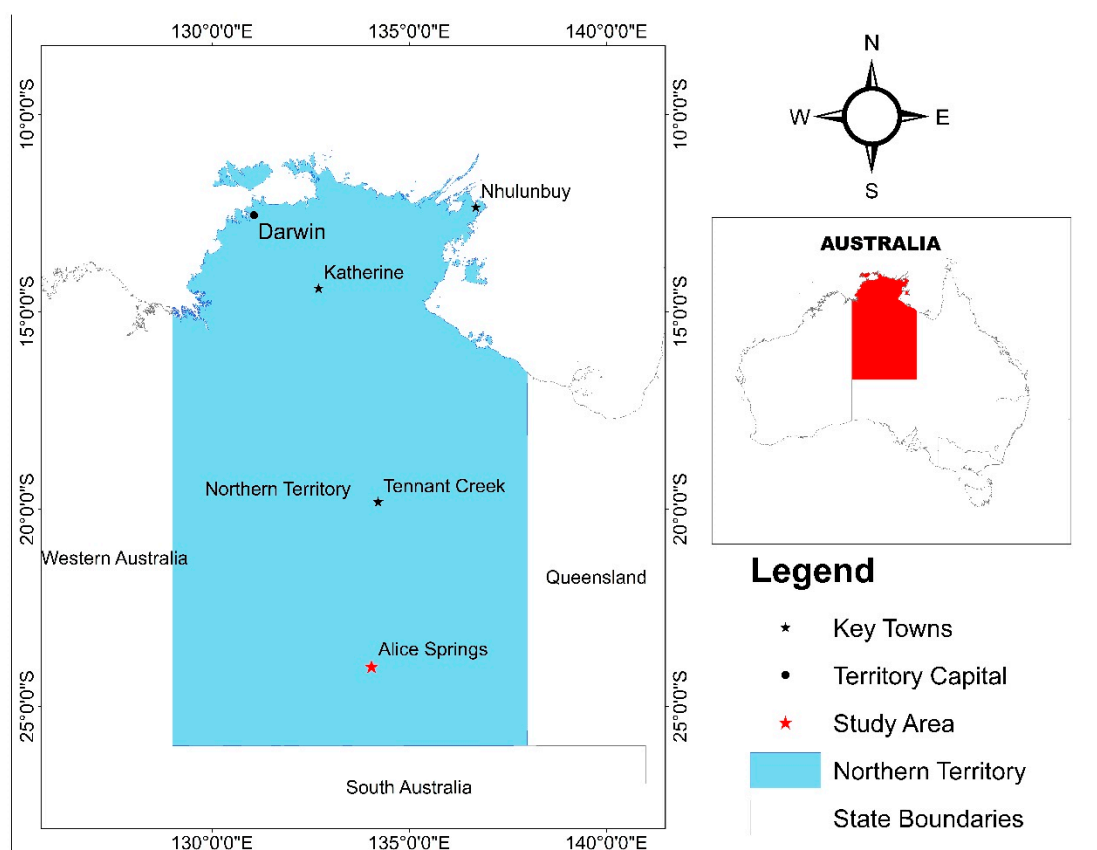 130°0'0"E 135°0'0"E 140°0'0"E
10°0'0"S
10°0'0"S
Nhulunbuy
Darwin
Katherine
15°0'0"S
15°0'0"S
Northern Territory
Tennant Creek
20°0'0"S
20°0'0"S
Western Australia
Queensland
Alice Springs
25°0'0"S
25°0'0"S
South Australia
130°0'0"E 135°0'0"E 140°0'0"E
N
W E
S
AUSTRALIA
Legend
Key Towns
Territory Capital
Study Area
Northern Territory
State Boundaries